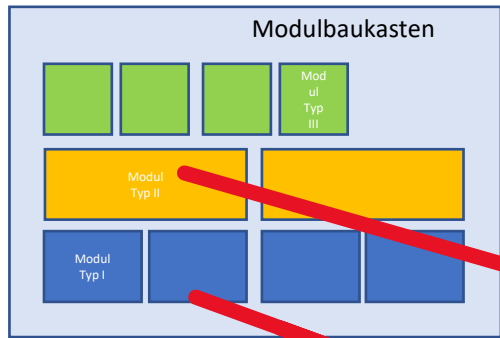 Modulbaukasten
Mod
ul
Typ
III
Modul
Typ II
Modul
Typ I